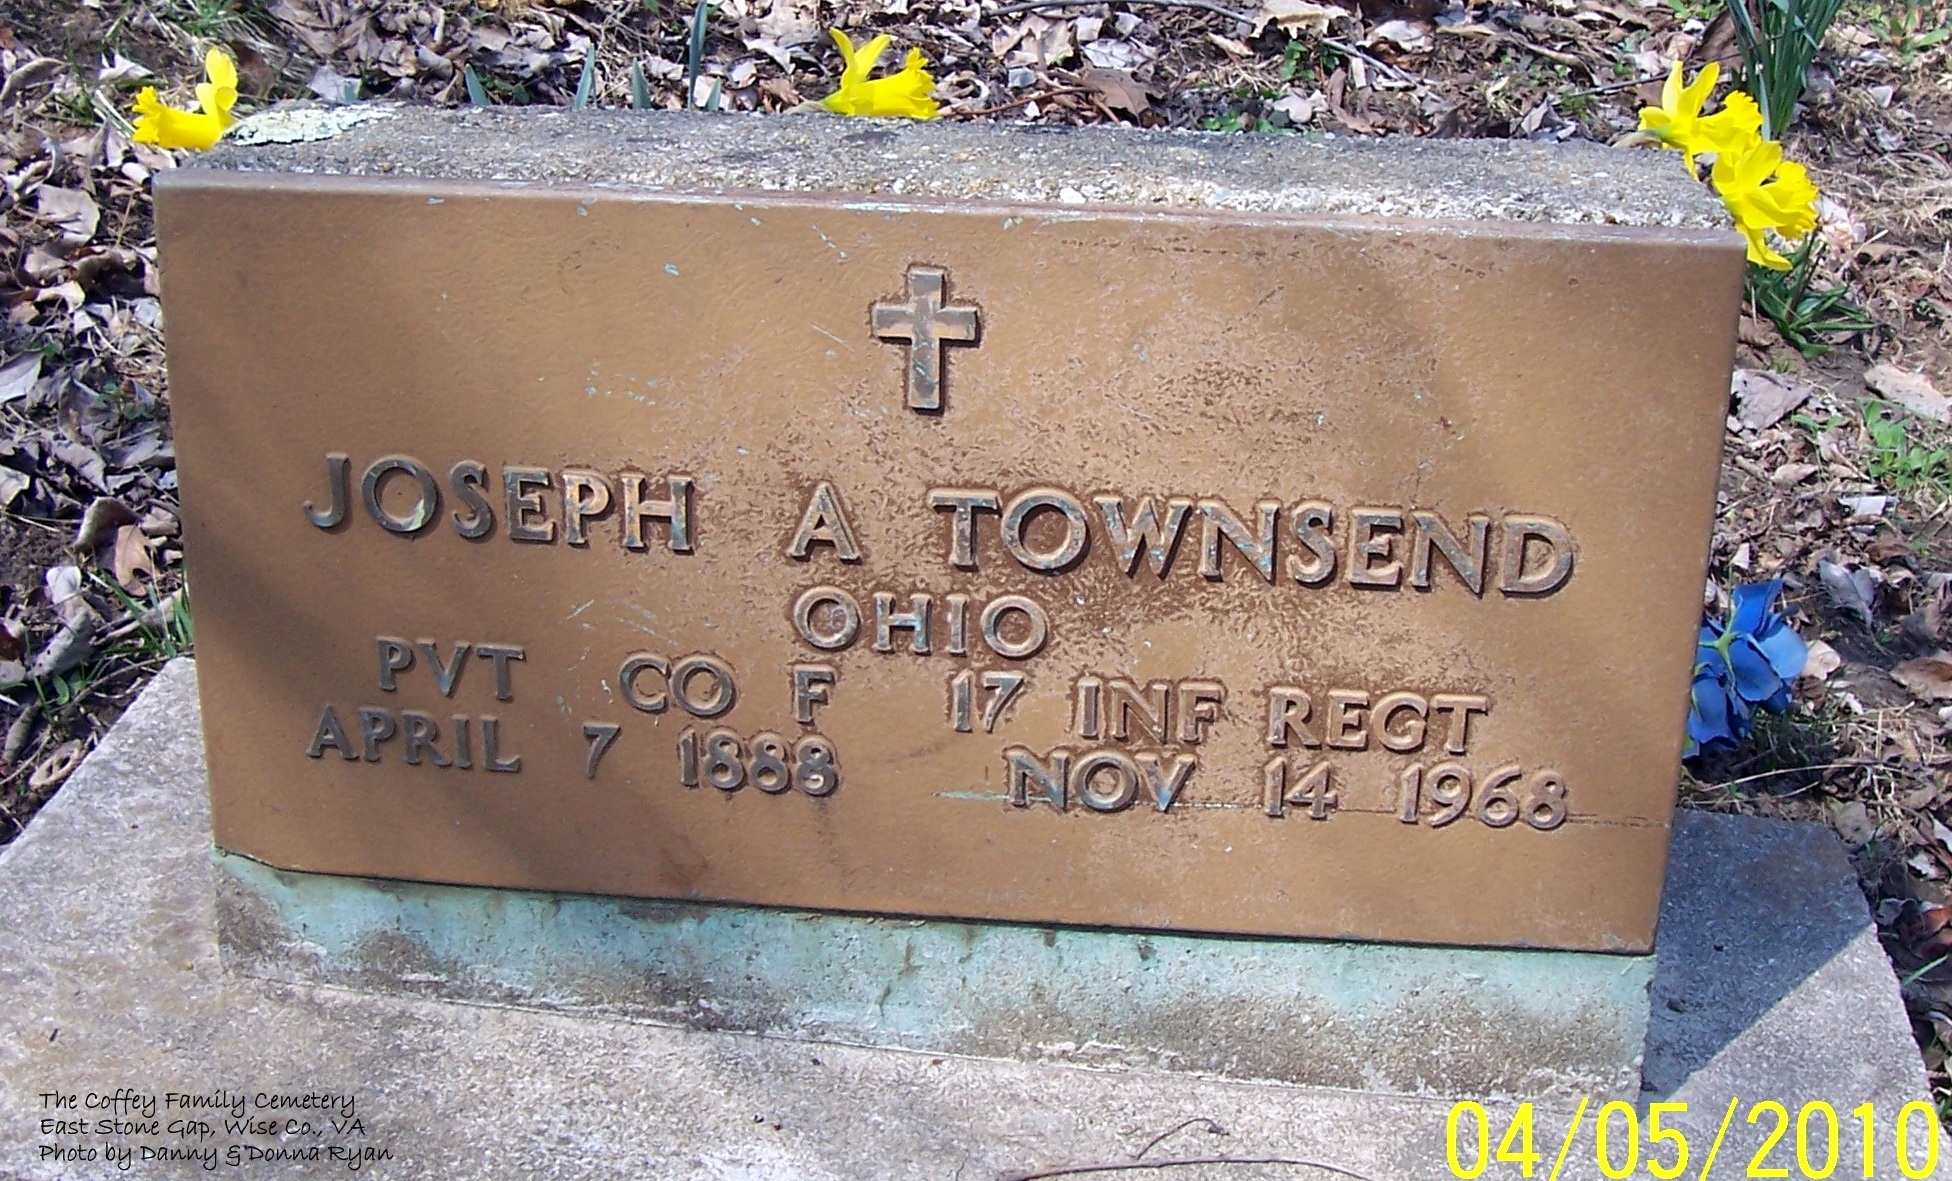 JOSEPH A TOWNSEND
OHIO
PVT CO F 17 INF REGT
APRIL 7 1888 NOV 14 1968
The Coffey Family Cemetery
East Stone Gap, Wise Co., VA
Photo by Danny & Donna Ryan
04/05/2010